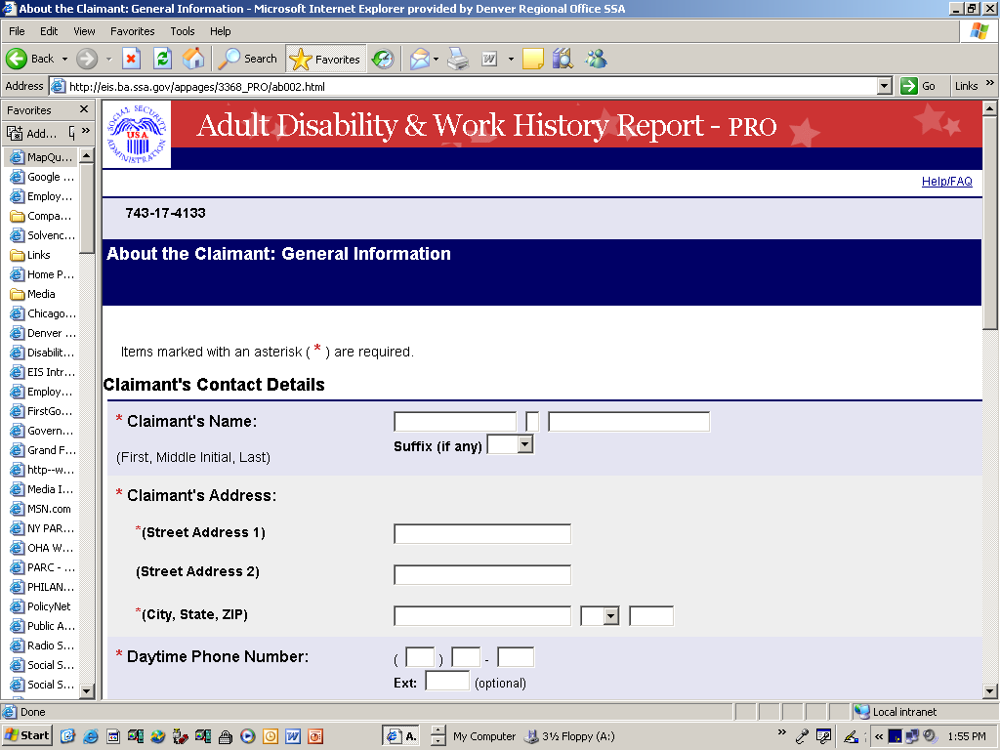 About the Claimant: General Information - Microsoft Internet Explorer provided by Denver Regional Office SSA
File Edit View Favorites Tools Help
Back Search Favorites
Address http://eis.ba.ssa.gov/appages/3368_PRO/ab002.html Go Links »
Favorites
Add... »
MapQu...
Google ...
Employ...
Compa...
Solvenc...
Links
Home P...
Media
Chicago...
Denver ...
Disabilit...
EIS Intr...
Employ...
FirstGo...
Govern...
Grand F...
http--w...
Media I...
MSN.com
NY PAR...
OHA W...
PARC - ...
PHILAN...
PolicyNet
Public A...
Radio S...
Social S...
Social S...
SOCIAL SECURITY
USA
ADMINISTRATION
Adult Disability & Work History Report - PRO
Help/FAQ
743-17-4133
About the Claimant: General Information
Items marked with an asterisk ( * ) are required.
Claimant's Contact Details
* Claimant's Name:
Suffix (if any)
(First, Middle Initial, Last)
* Claimant's Address:
*(Street Address 1)
(Street Address 2)
*(City, State, ZIP)
* Daytime Phone Number: ( ) -
Ext: (optional)
Done Local intranet
Start A. My Computer 3½ Floppy (A:) » « 1:55 PM